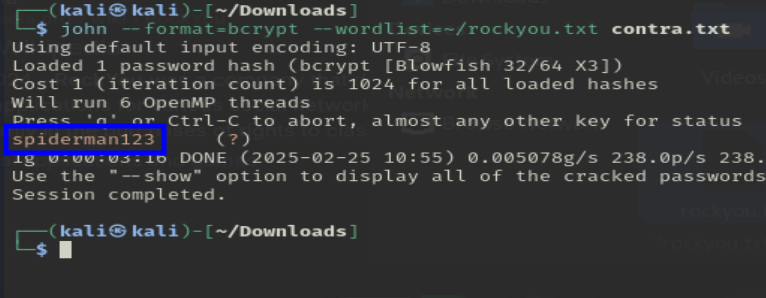 ┌──(kali㉿kali)-[~/Downloads]
└─$ john --format=bcrypt --wordlist=~/rockyou.txt contra.txt
Using default input encoding: UTF-8
Loaded 1 password hash (bcrypt [Blowfish 32/64 X3])
Cost 1 (iteration count) is 1024 for all loaded hashes
Will run 6 OpenMP threads
Press 'q' or Ctrl-C to abort, almost any other key for status
spiderman123     (?)
1g 0:00:03:16 DONE (2025-02-25 10:55) 0.005078g/s 238.0p/s 238.
Use the "--show" option to display all of the cracked passwords
Session completed.
┌──(kali㉿kali)-[~/Downloads]
└─$
Videos